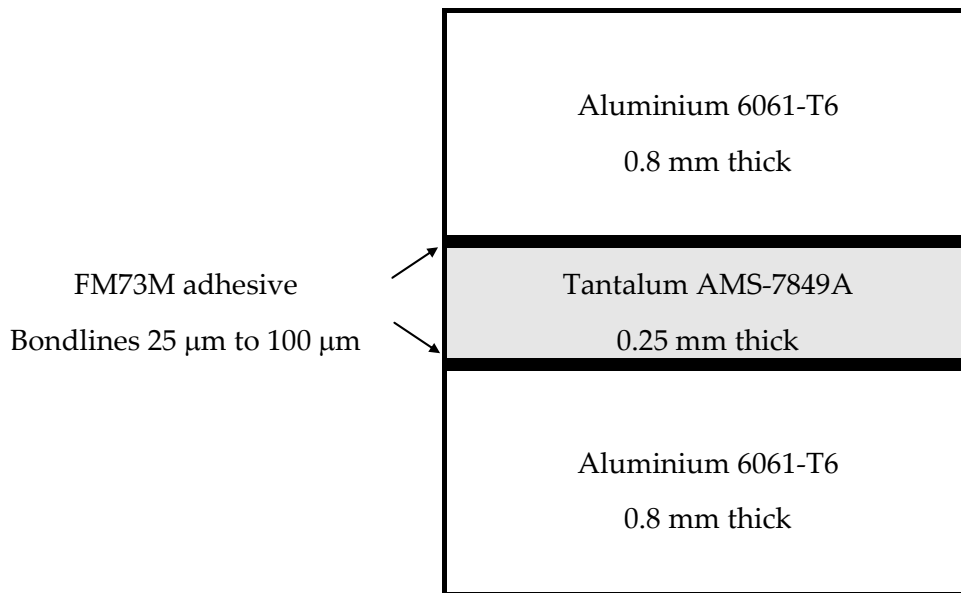 Aluminium 6061-T6
0.8 mm thick
FM73M adhesive
Bondlines 25 μm to 100 μm
Tantalum AMS-7849A
0.25 mm thick
Aluminium 6061-T6
0.8 mm thick